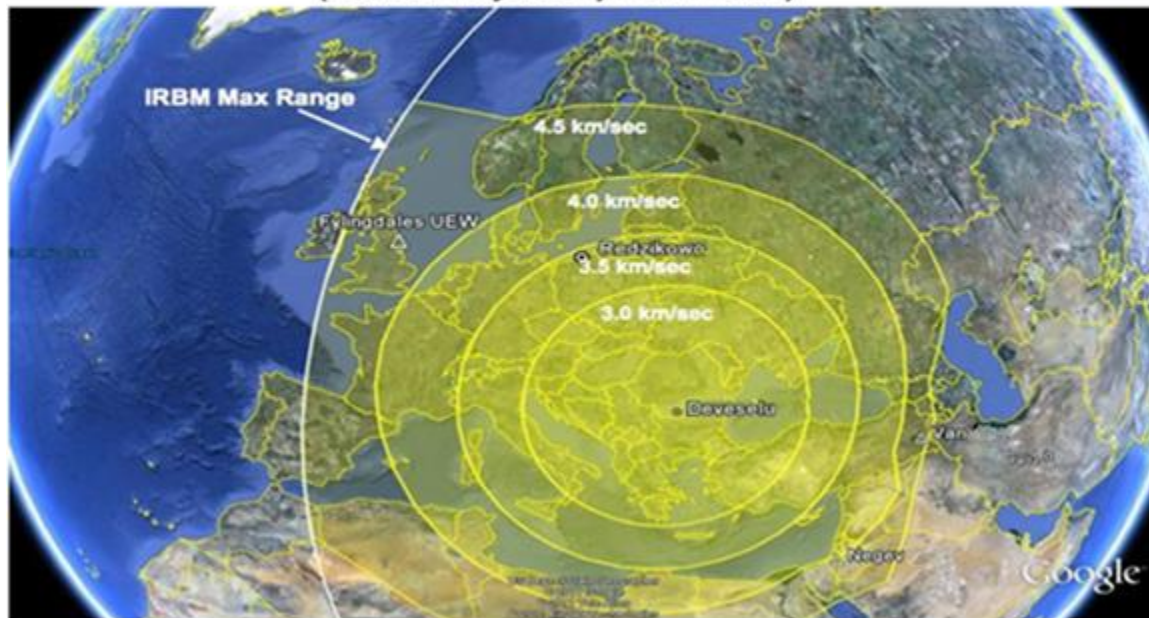 IRBM Max Range
4.5 km/sec
4.0 km/sec
Fylingdales UEW
Redzikowo
3.5 km/sec
3.0 km/sec
Deveselu
Van
Negev
Google